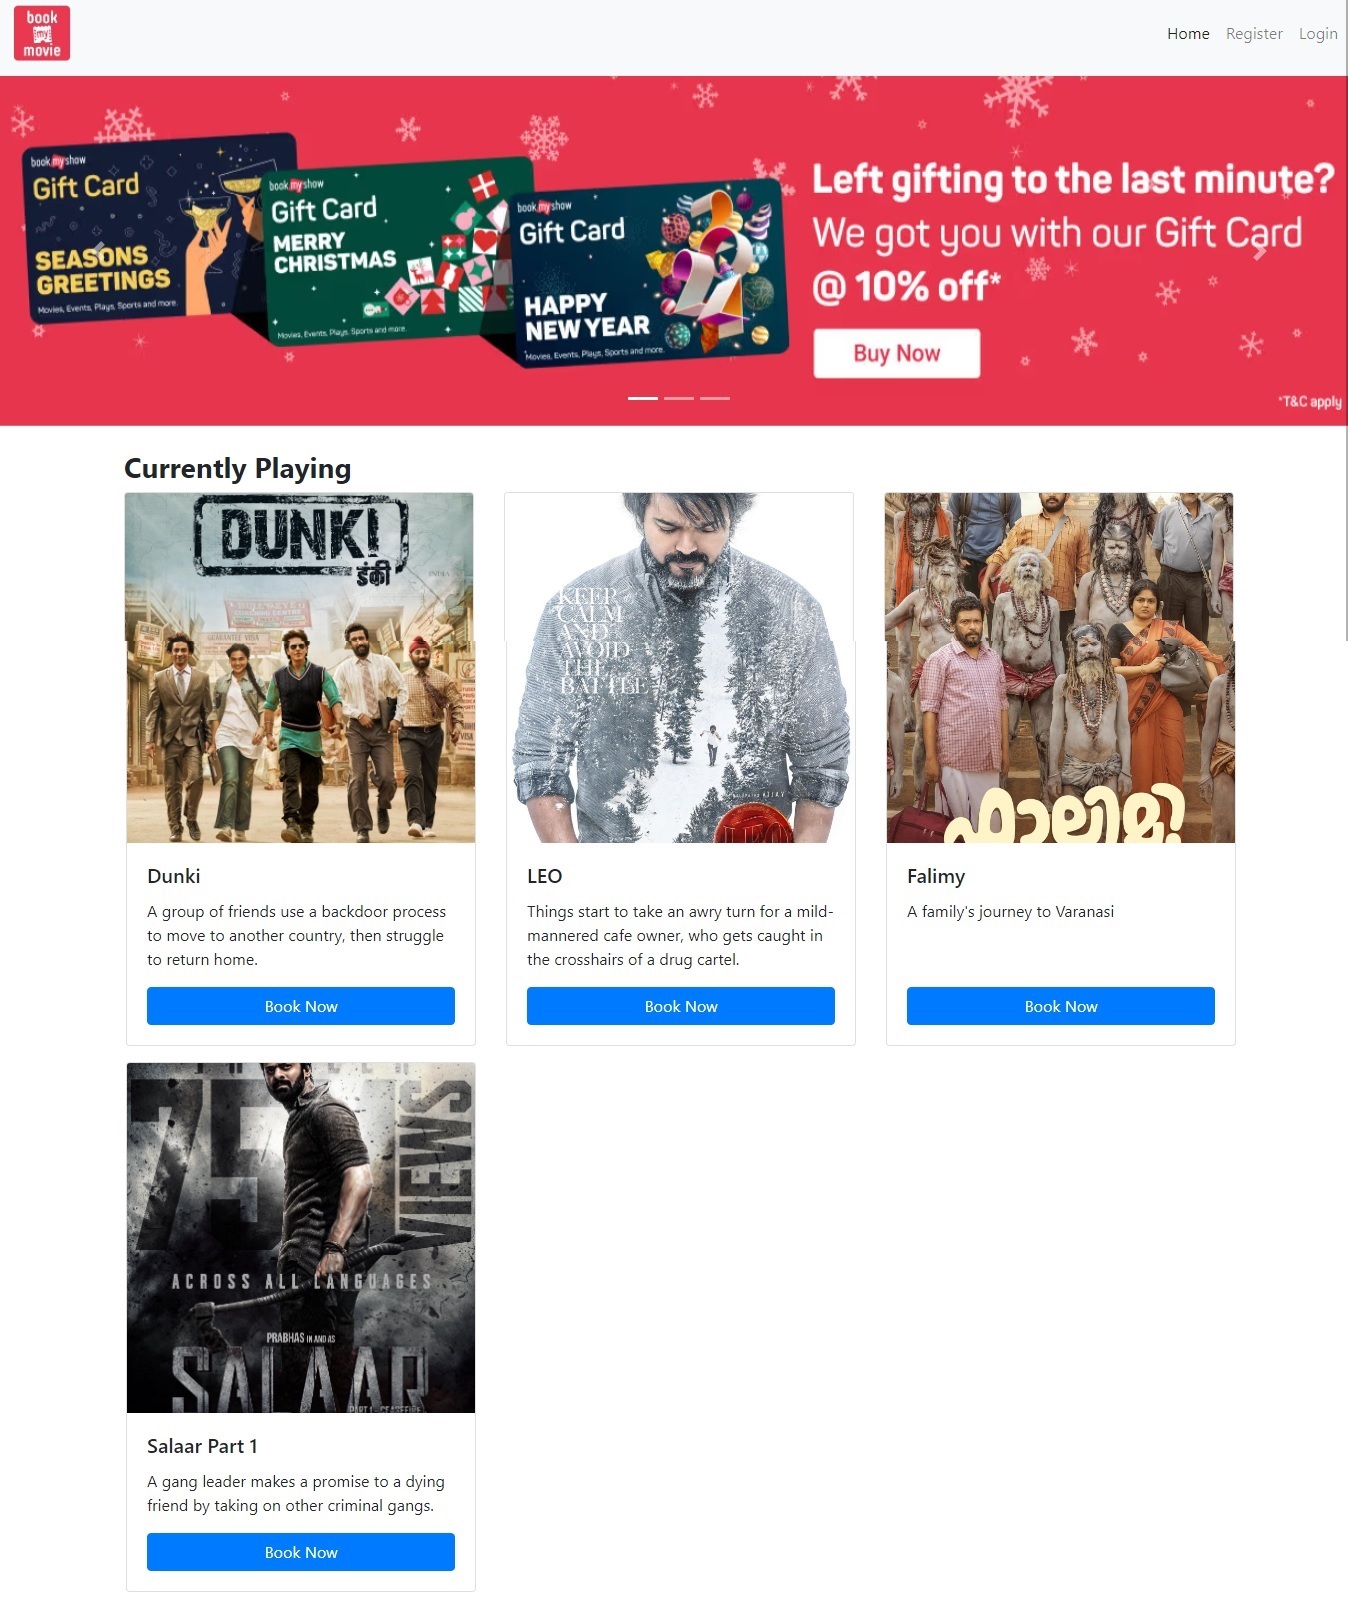 book
my
movie
Home Register Login
book my show
Gift Card
SEASONS
GREETINGS
Movies, Events, Plays, Sports and more.
book my show
Gift Card
MERRY
CHRISTMAS
Movies, Events, Plays, Sports and more.
book my show
Gift Card
HAPPY
NEW YEAR
Movies, Events, Plays, Sports and more.
Left gifting to the last minute?
We got you with our Gift Card
@ 10% off*
Buy Now
*T&C apply
Currently Playing
DUNKI
डंकी
INDIA
GUARANTEE VISA
KEEP
CALM
AND
AVOID
THE
BATTLE
LEO
ഫാലിമി!
Dunki
A group of friends use a backdoor process
to move to another country, then struggle
to return home.
Book Now
LEO
Things start to take an awry turn for a mild-
mannered cafe owner, who gets caught in
the crosshairs of a drug cartel.
Book Now
Falimy
A family's journey to Varanasi
Book Now
75
VIEWS
ACROSS ALL LANGUAGES
PRABHAS IN AND AS
SALAAR
PART 1 - CEASEFIRE
Salaar Part 1
A gang leader makes a promise to a dying
friend by taking on other criminal gangs.
Book Now